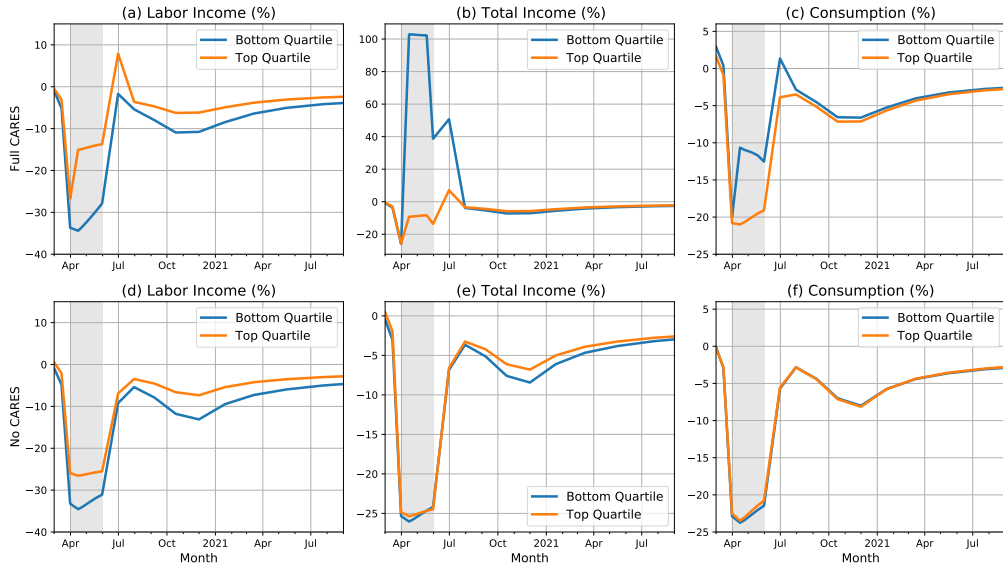 (a) Labor Income (%)
(b) Total Income (%)
(c) Consumption (%)
Full CARES
10
0
−10
−20
−30
−40
Bottom Quartile
Top Quartile
Apr
Jul
Oct
2021
Apr
Jul
100
80
60
40
20
0
−20
Bottom Quartile
Top Quartile
Apr
Jul
Oct
2021
Apr
Jul
5
0
−5
−10
−15
−20
−25
Bottom Quartile
Top Quartile
Apr
Jul
Oct
2021
Apr
Jul
(d) Labor Income (%)
(e) Total Income (%)
(f) Consumption (%)
No CARES
10
0
−10
−20
−30
−40
Bottom Quartile
Top Quartile
Apr
Jul
Oct
2021
Apr
Jul
Month
0
−5
−10
−15
−20
−25
Bottom Quartile
Top Quartile
Apr
Jul
Oct
2021
Apr
Jul
Month
5
0
−5
−10
−15
−20
−25
Bottom Quartile
Top Quartile
Apr
Jul
Oct
2021
Apr
Jul
Month